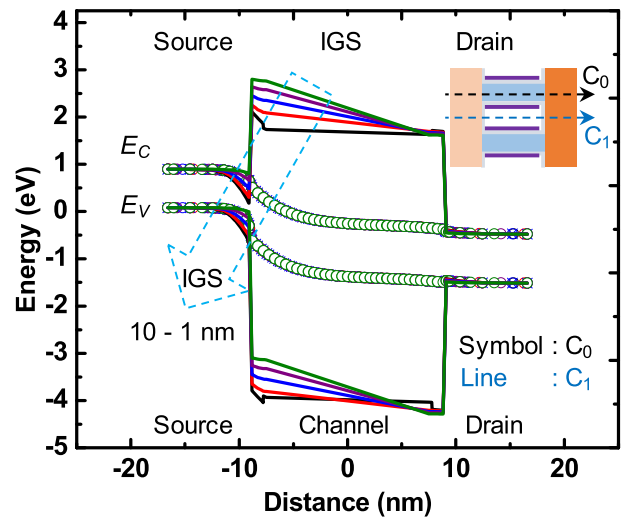 Source IGS Drain
4
3
2
1
0
-1
-2
-3
-4
-5
Energy (eV)
C0
C1
EC
EV
IGS
10 - 1 nm
Symbol : C0
Line : C1
Source Channel Drain
-20 -10 0 10 20
Distance (nm)